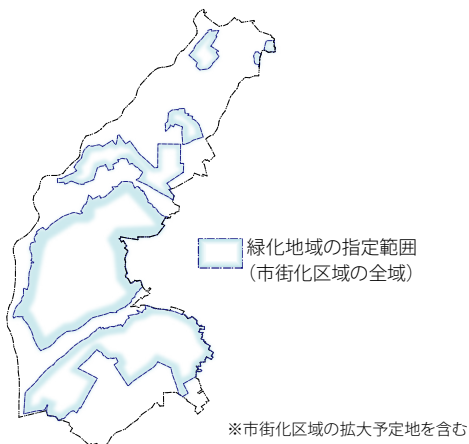 緑化地域の指定範囲
（市街化区域の全域）
※市街化区域の拡大予定地を含む